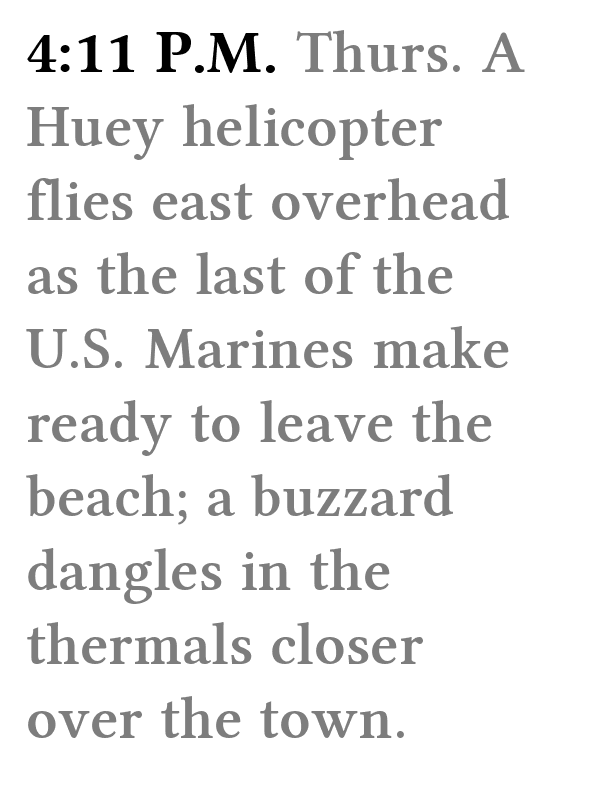 4:11 P.M. Thurs. A
Huey helicopter
flies east overhead
as the last of the
U.S. Marines make
ready to leave the
beach; a buzzard
dangles in the
thermals closer
over the town.